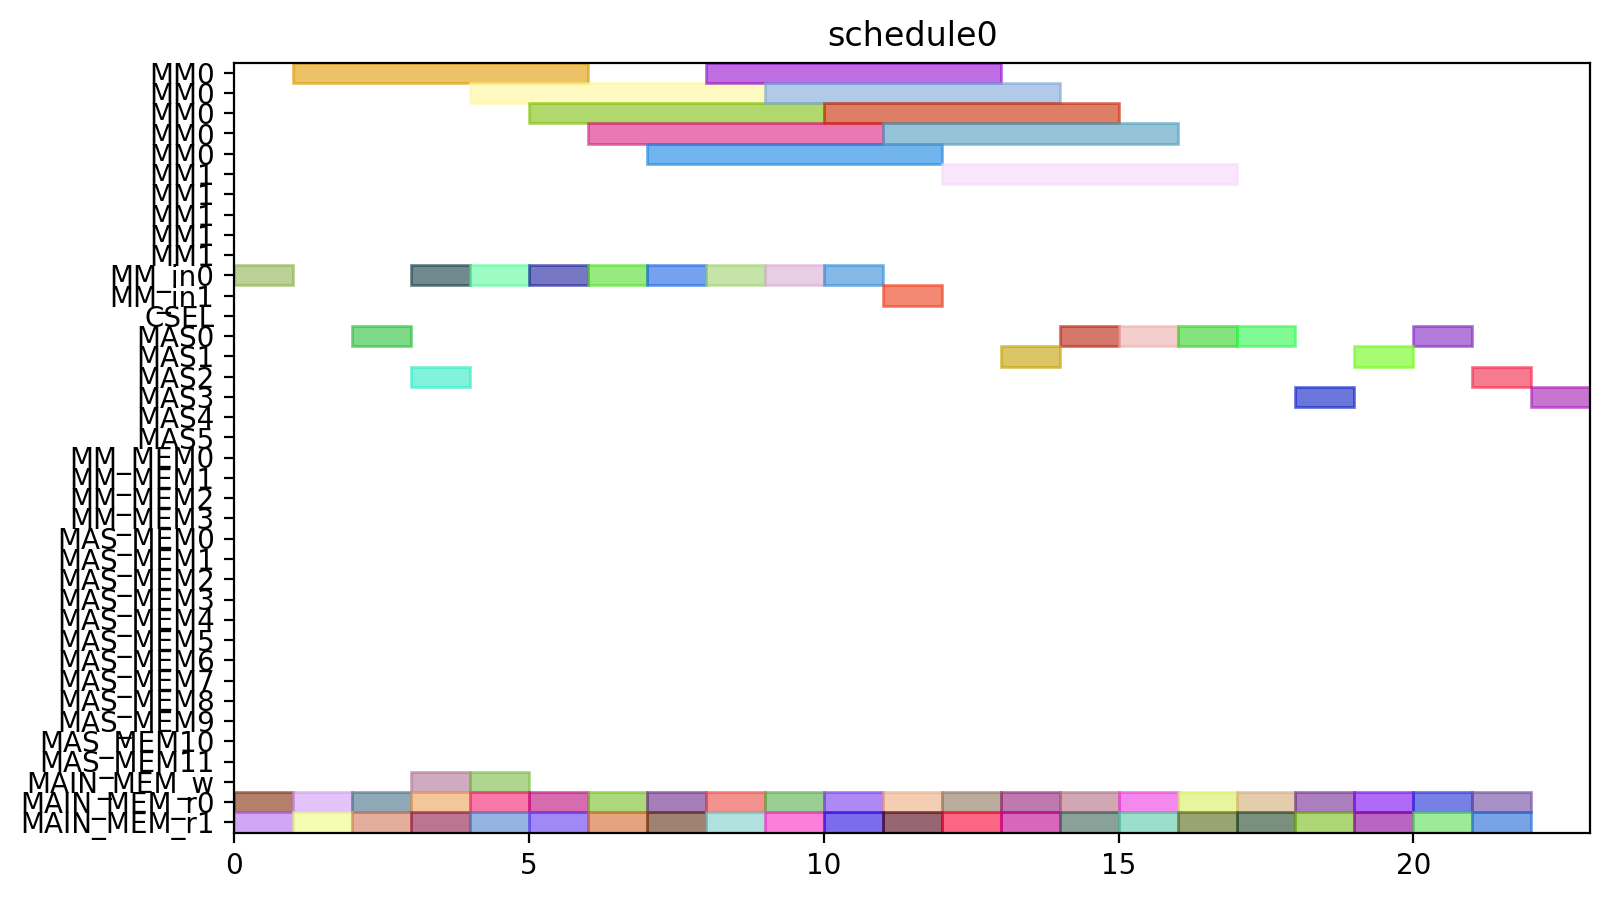 schedule0
MM0
MM0
MM0
MM0
MM0
MM1
MM1
MM1
MM1
MM1
MM_in0
MM_in1
CSEL
MAS0
MAS1
MAS2
MAS3
MAS4
MAS5
MM_MEM0
MM_MEM1
MM_MEM2
MM_MEM3
MAS_MEM0
MAS_MEM1
MAS_MEM2
MAS_MEM3
MAS_MEM4
MAS_MEM5
MAS_MEM6
MAS_MEM7
MAS_MEM8
MAS_MEM9
MAS_MEM10
MAS_MEM11
MAIN_MEM_w
MAIN_MEM_r0
MAIN_MEM_r1
0 5 10 15 20